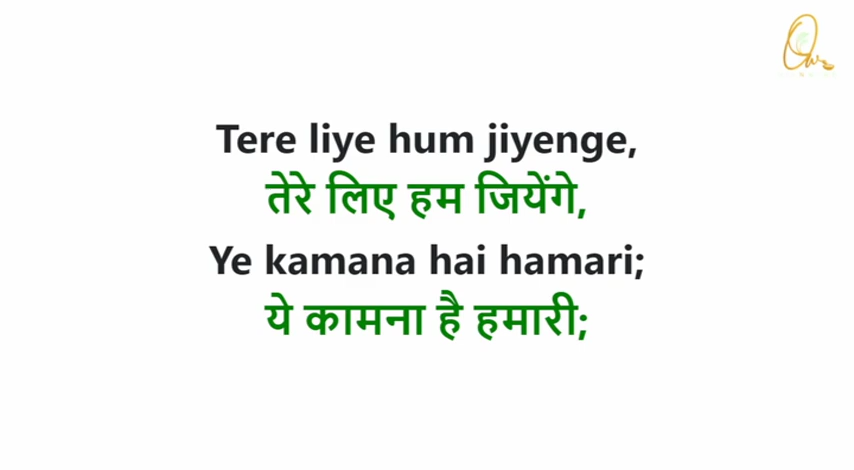 Tere liye hum jiyenge,
तेरे लिए हम जियेंगे,
Ye kamana hai hamari;
ये कामना है हमारी;